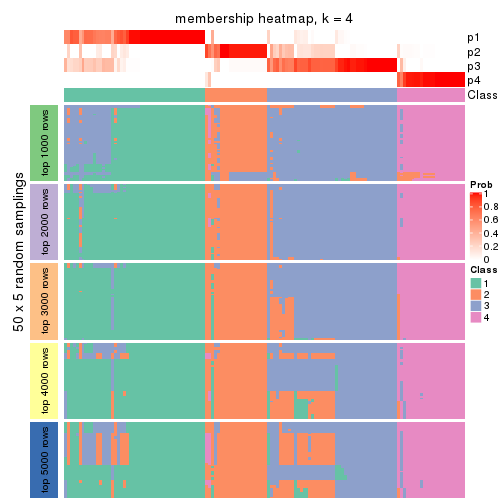 membership heatmap, k = 4
p1
p2
p3
p4
Class
50 x 5 random samplings
top 1000 rows
top 2000 rows
top 3000 rows
top 4000 rows
top 5000 rows
Prob
1
0.8
0.6
0.4
0.2
0
Class
1
2
3
4